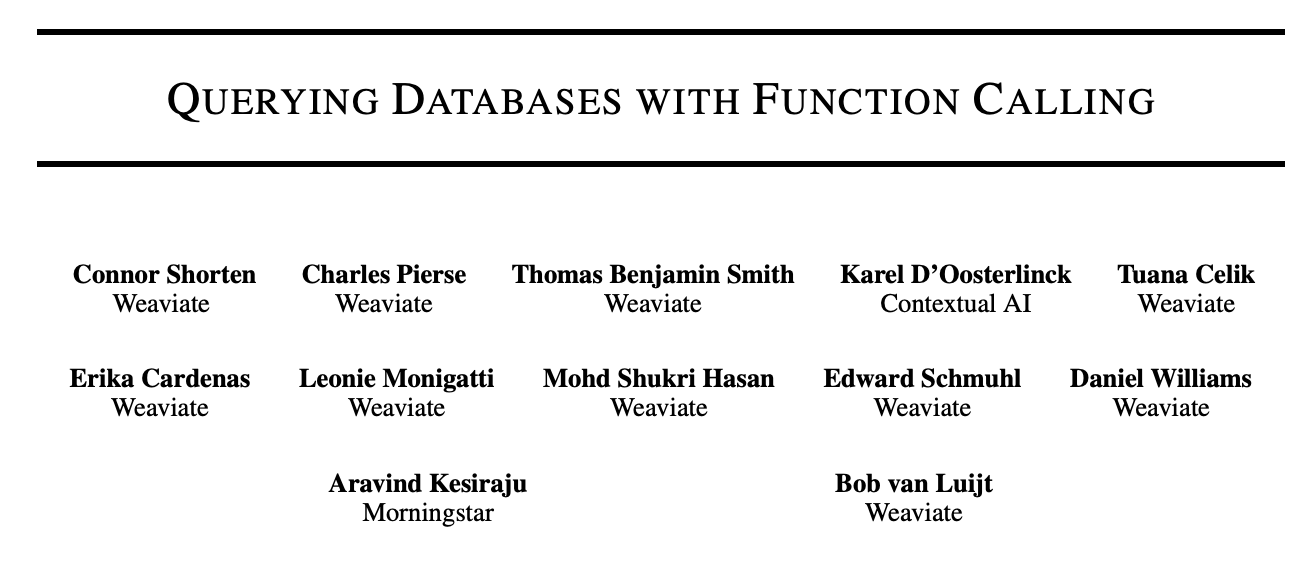 QUERYING DATABASES WITH FUNCTION CALLING
Connor Shorten Charles Pierse Thomas Benjamin Smith Karel D’Oosterlinck Tuana Celik
Weaviate Weaviate Weaviate Contextual AI Weaviate
Erika Cardenas Leonie Monigatti Mohd Shukri Hasan Edward Schmuhl Daniel Williams
Weaviate Weaviate Weaviate Weaviate Weaviate
Aravind Kesiraju Bob van Luijt
Morningstar Weaviate